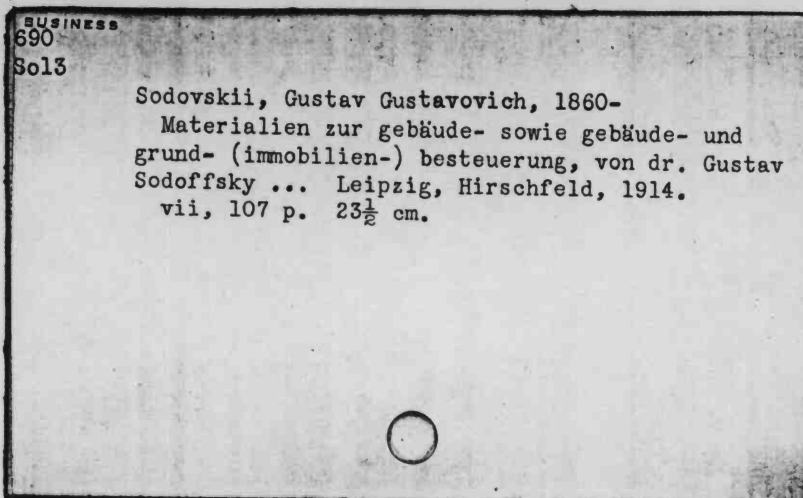 BUSINESS
690
So13
Sodovskii, Gustav Gustavovich, 1860-
Materialien zur gebäude- sowie gebäude- und
grund- (immobilien-) besteuerung, von dr. Gustav
Sodoffsky ... Leipzig, Hirschfeld, 1914.
vii, 107 p. 23½ cm.